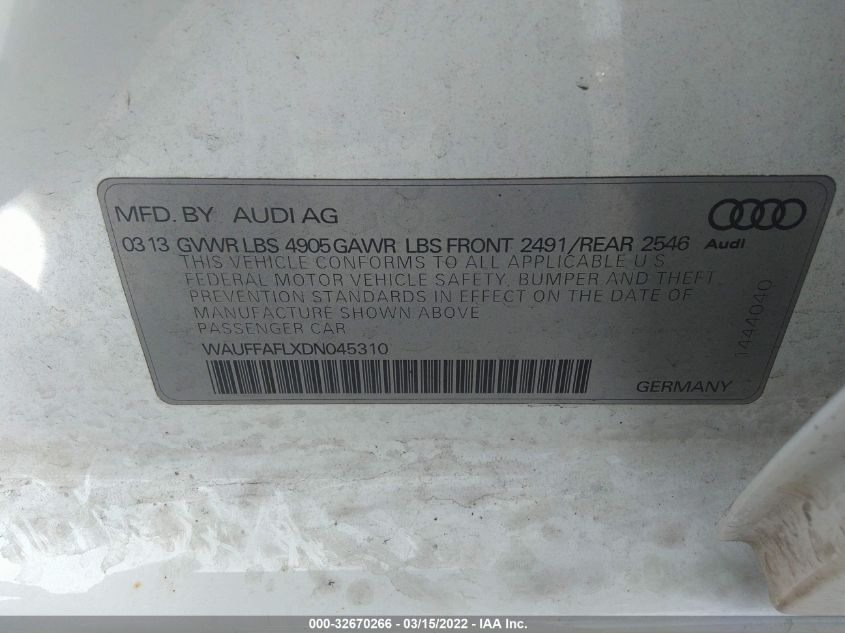 MFD. BY AUDI AG
0313 GVWR LBS 4905 GAWR LBS FRONT 2491/REAR 2546
Audi
THIS VEHICLE CONFORMS TO ALL APPLICABLE U S
FEDERAL MOTOR VEHICLE SAFETY, BUMPER AND THEFT
PREVENTION STANDARDS IN EFFECT ON THE DATE OF
MANUFACTURE SHOWN ABOVE
PASSENGER CAR
1444040
WAUFFAFLXDN045310
GERMANY
000-32670266 - 03/15/2022 - IAA Inc.